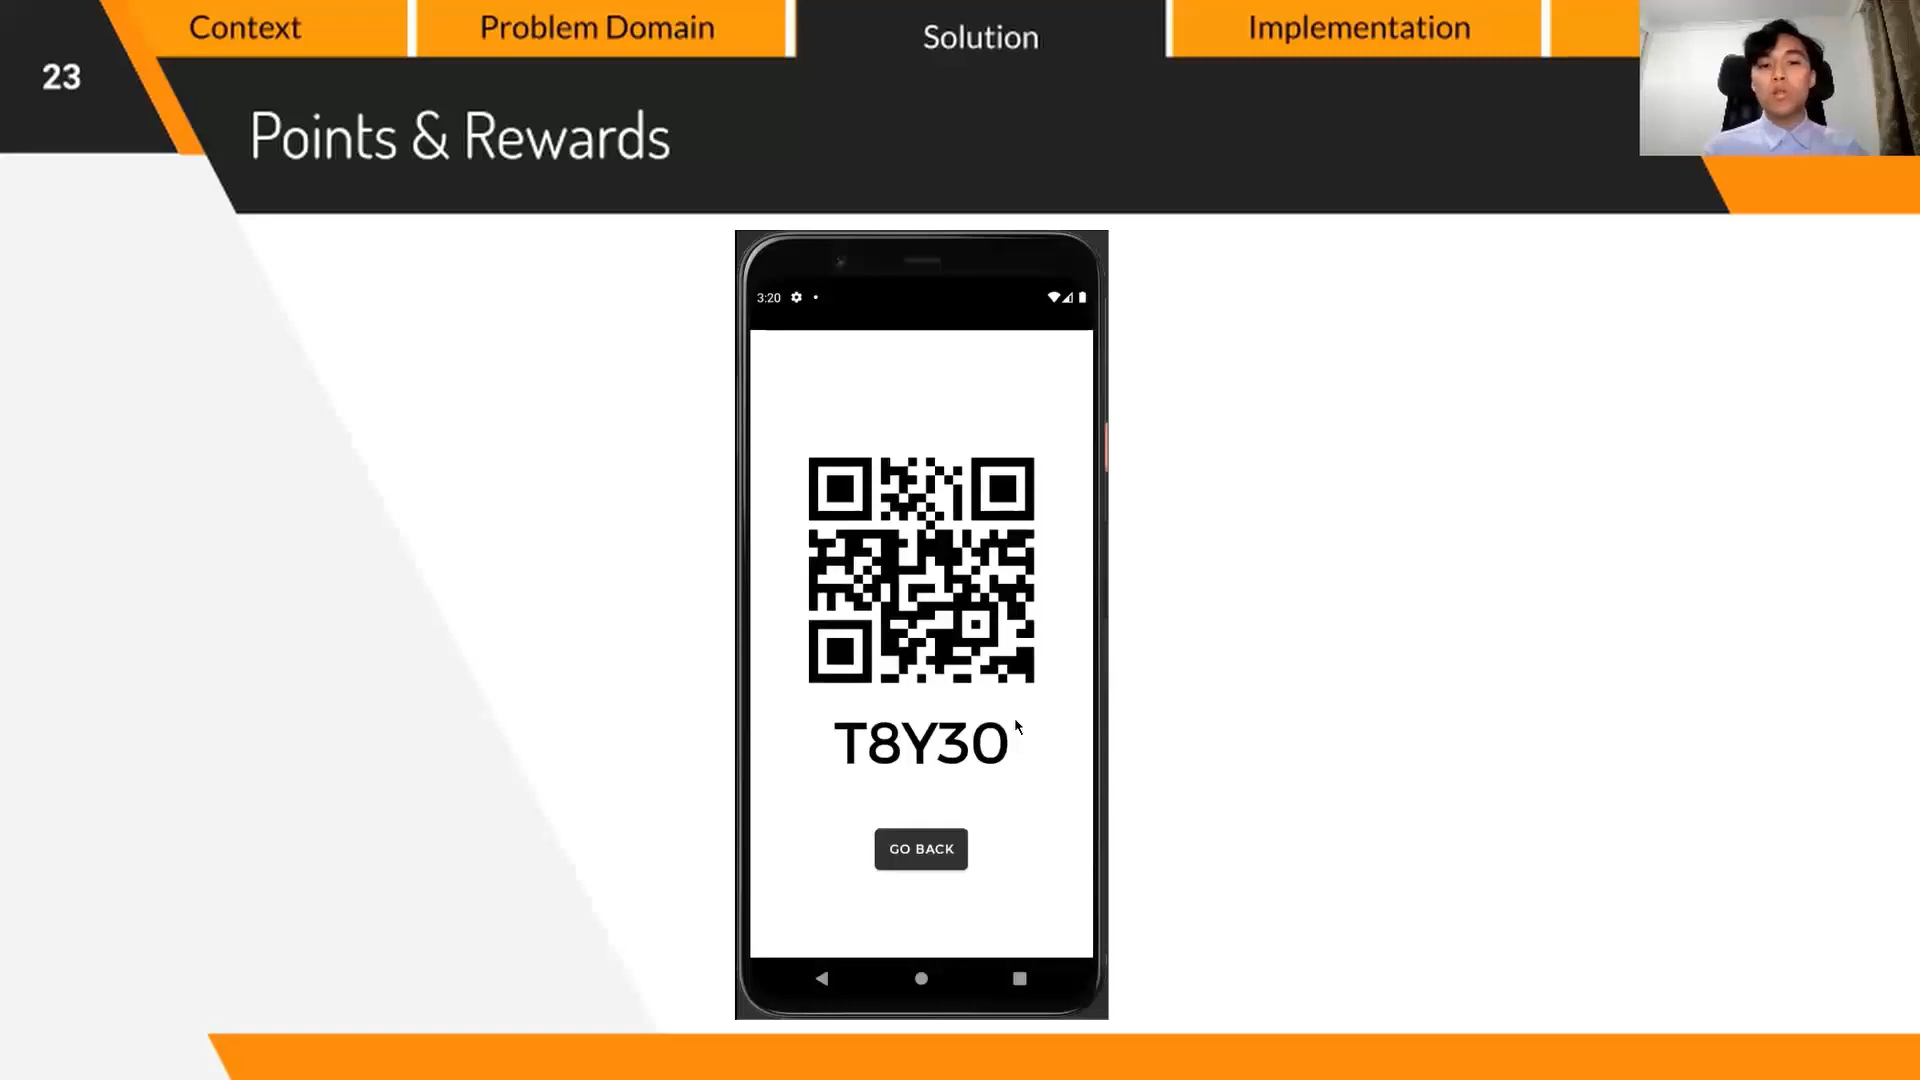 Context
Problem Domain
Solution
Implementation
23
Points & Rewards
3:20
T8Y30
GO BACK